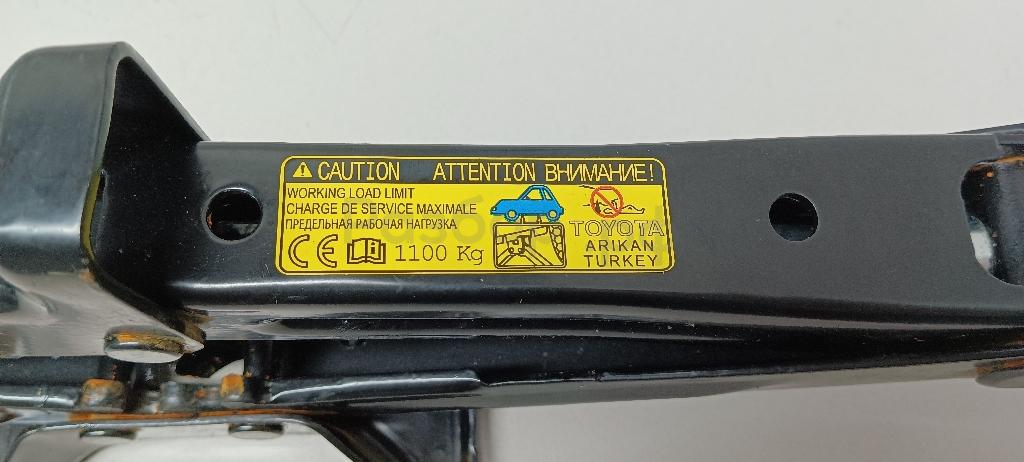 CAUTION ATTENTION ВНИМАНИЕ!
WORKING LOAD LIMIT
CHARGE DE SERVICE MAXIMALE
ПРЕДЕЛЬНАЯ РАБОЧАЯ НАГРУЗКА
CE 1100 Kg
TOYOTA
ARIKAN
TURKEY